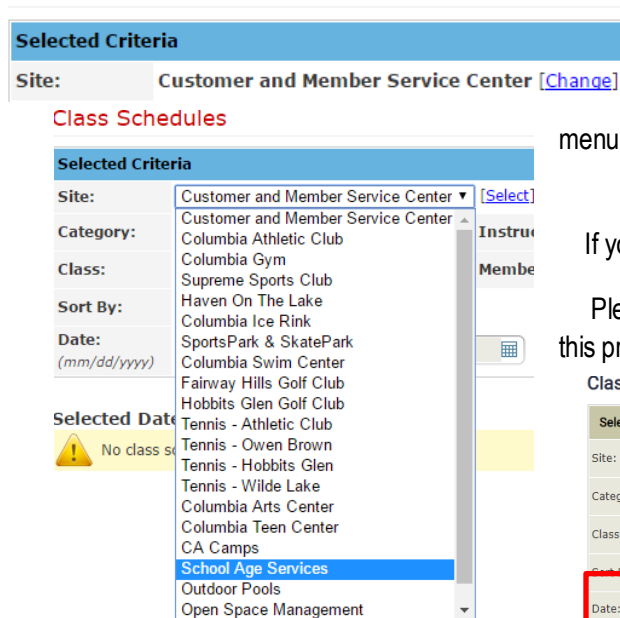 Selected Criteria
Site: Customer and Member Service Center [Change]
Class Schedules
Selected Criteria
Site: Customer and Member Service Center [Select]
Customer and Member Service Center
Category:
Columbia Athletic Club
Columbia Gym
Class:
Supreme Sports Club
Haven On The Lake
Sort By:
Columbia Ice Rink
Date:
(mm/dd/yyyy)
SportsPark & SkatePark
Columbia Swim Center
Fairway Hills Golf Club
Hobbits Glen Golf Club
Selected Dat
Tennis - Athletic Club
No class s
Tennis - Owen Brown
Tennis - Hobbits Glen
Tennis - Wilde Lake
Columbia Arts Center
Columbia Teen Center
CA Camps
School Age Services
Outdoor Pools
Open Space Management
Instru
Membe
menu
If yo
Ple
this pr
Clas
Sele
Site:
Categ
Class
Date: